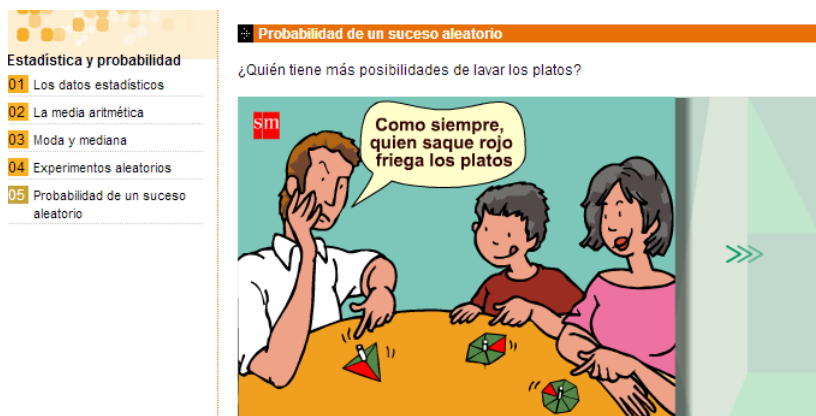 Estadística y probabilidad
01 Los datos estadísticos
02 La media aritmética
03 Moda y mediana
04 Experimentos aleatorios
05 Probabilidad de un suceso
aleatorio
Probabilidad de un suceso aleatorio
¿Quién tiene más posibilidades de lavar los platos?
sm
Como siempre,
quien saque rojo
friega los platos